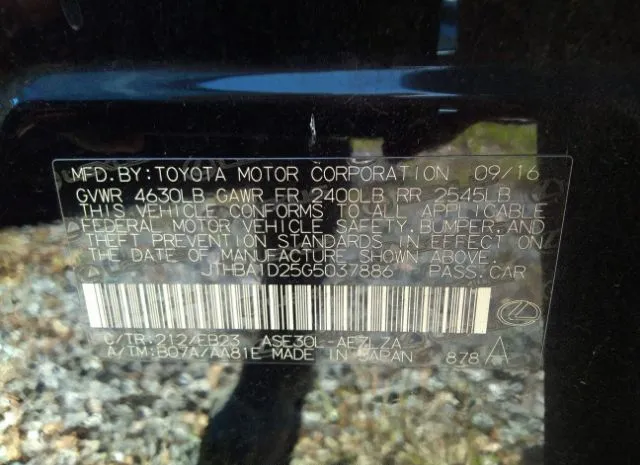 MFD.BY:TOYOTA MOTOR CORPORATION 09/16
GVWR 4630LB GAWR FR 2400LB RR 2545LB
THIS VEHICLE CONFORMS TO ALL APPLICABLE
FEDERAL MOTOR VEHICLE SAFETY,BUMPER,AND
THEFT PREVENTION STANDARDS IN EFFECT ON
THE DATE OF MANUFACTURE SHOWN ABOVE.
JTHBA1D25G5037886 PASS.CAR
C/TR:212/EB23 ASE30L-AEZLZA
A/TM:B07A/AA81E MADE IN JAPAN 878 A